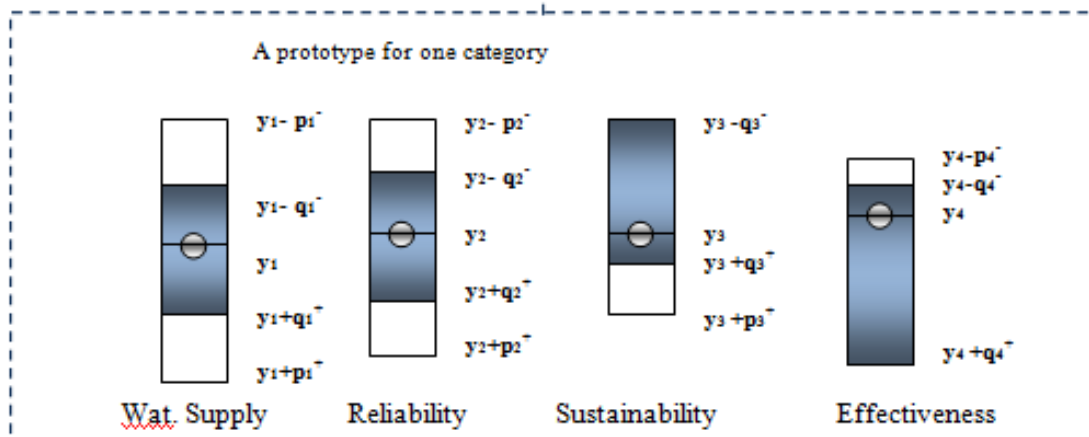 A prototype for one category
y1- p1⁻
y1- q1⁻
y1
y1+q1⁺
y1+p1⁺
Wat. Supply
y2- p2⁻
y2- q2⁻
y2
y2+q2⁺
y2+p2⁺
Reliability
y3 -q3⁻
y3
y3 +q3⁺
y3 +p3⁺
Sustainability
y4-p4⁻
y4-q4⁻
y4
y4 +q4⁺
Effectiveness